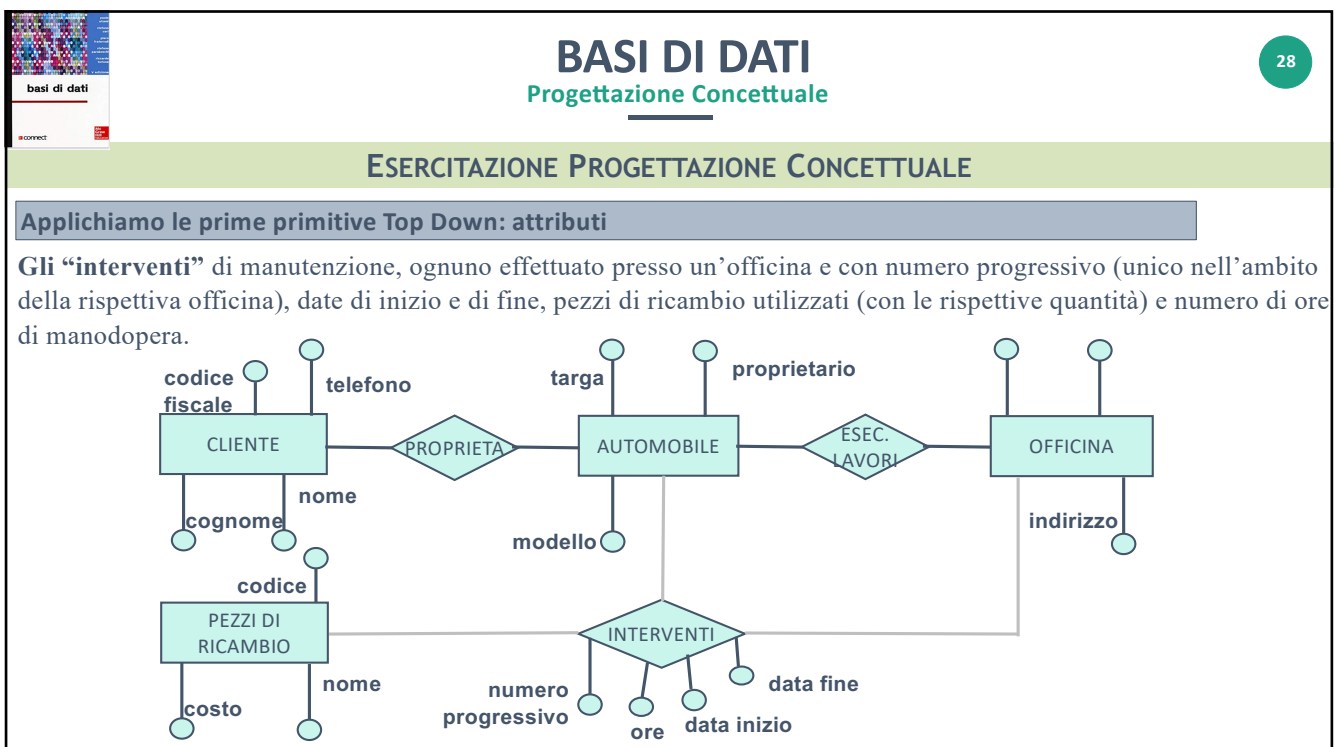 basi di dati
connect
BASI DI DATI
Progettazione Concettuale
28
ESERCITAZIONE PROGETTAZIONE CONCETTUALE
Applichiamo le prime primitive Top Down: attributi
Gli “interventi” di manutenzione, ognuno effettuato presso un’officina e con numero progressivo (unico nell’ambito
della rispettiva officina), date di inizio e di fine, pezzi di ricambio utilizzati (con le rispettive quantità) e numero di ore
di manodopera.
codice
fiscale
telefono
targa
proprietario
CLIENTE
PROPRIETA
AUTOMOBILE
ESEC.
LAVORI
OFFICINA
nome
cognome
modello
indirizzo
codice
PEZZI DI
RICAMBIO
INTERVENTI
nome
costo
numero
progressivo
ore
data inizio
data fine